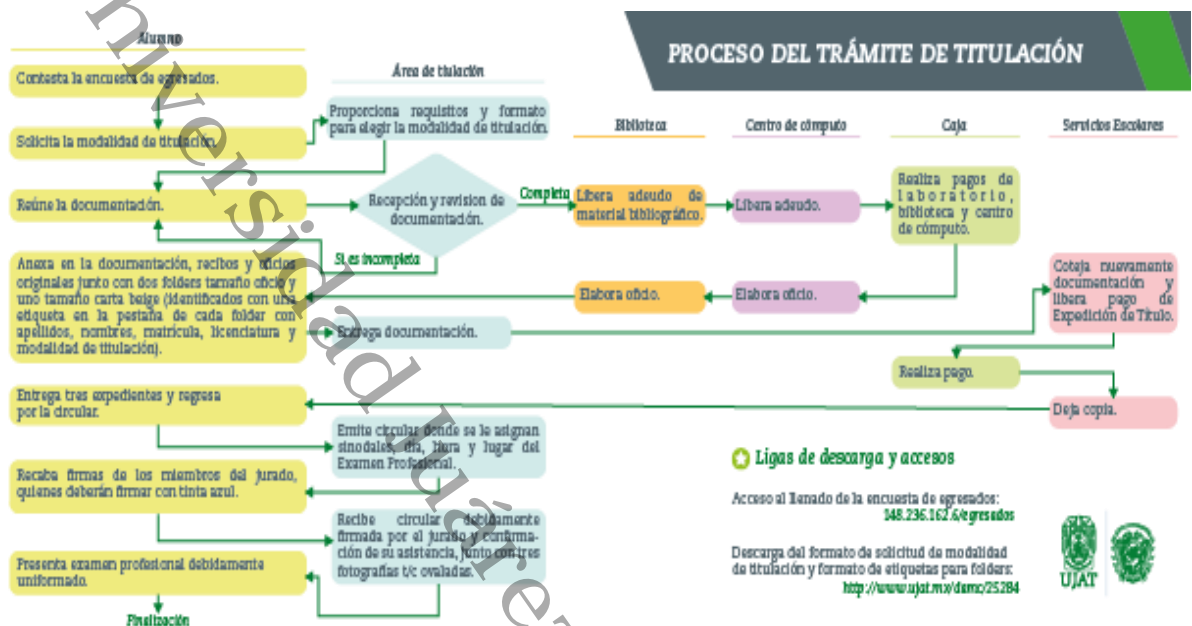 PROCESO DEL TRÁMITE DE TITULACIÓN
Alumno
Contesta la encuesta de egresados.
Solicita la modalidad de titulación.
Reúne la documentación.
Anexa en la documentación, recibos y oficios
originales junto con dos folders tamaño oficio y
uno tamaño carta beige (identificados con una
etiqueta en la pestaña de cada folder con
apellidos, nombres, matrícula, licenciatura y
modalidad de titulación).
Entrega tres expedientes y regresa
por la circular.
Recaba firmas de los miembros del jurado,
quienes deberán firmar con tinta azul.
Presenta examen profesional debidamente
uniformado.
Finalización
Área de titulación
Proporciona requisitos y formato
para elegir la modalidad de titulación.
Recepción y revision de
documentación.
Completa
Si es incompleta
Entrega documentación.
Emite circular donde se le asignan
sinodales, día, hora y lugar del
Examen Profesional.
Recibe circular debidamente
firmada por el jurado y confirma-
ción de su asistencia, junto con tres
fotografías t/c ovaladas.
Biblioteca
Libera adeudo de
material bibliográfico.
Elabora oficio.
Centro de cómputo
Libera adeudo.
Elabora oficio.
Caja
Realiza pagos de
laboratorio,
biblioteca y centro
de cómputo.
Realiza pago.
Servicios Escolares
Coteja nuevamente
documentación y
libera pago de
Expedición de Título.
Deja copia.
Ligas de descarga y accesos
Acceso al llenado de la encuesta de egresados:
148.236.162.6/egresados
Descarga del formato de solicitud de modalidad
de titulación y formato de etiquetas para folders:
http://www.ujat.mx/damc/25284
UJAT
niversidad Juáre